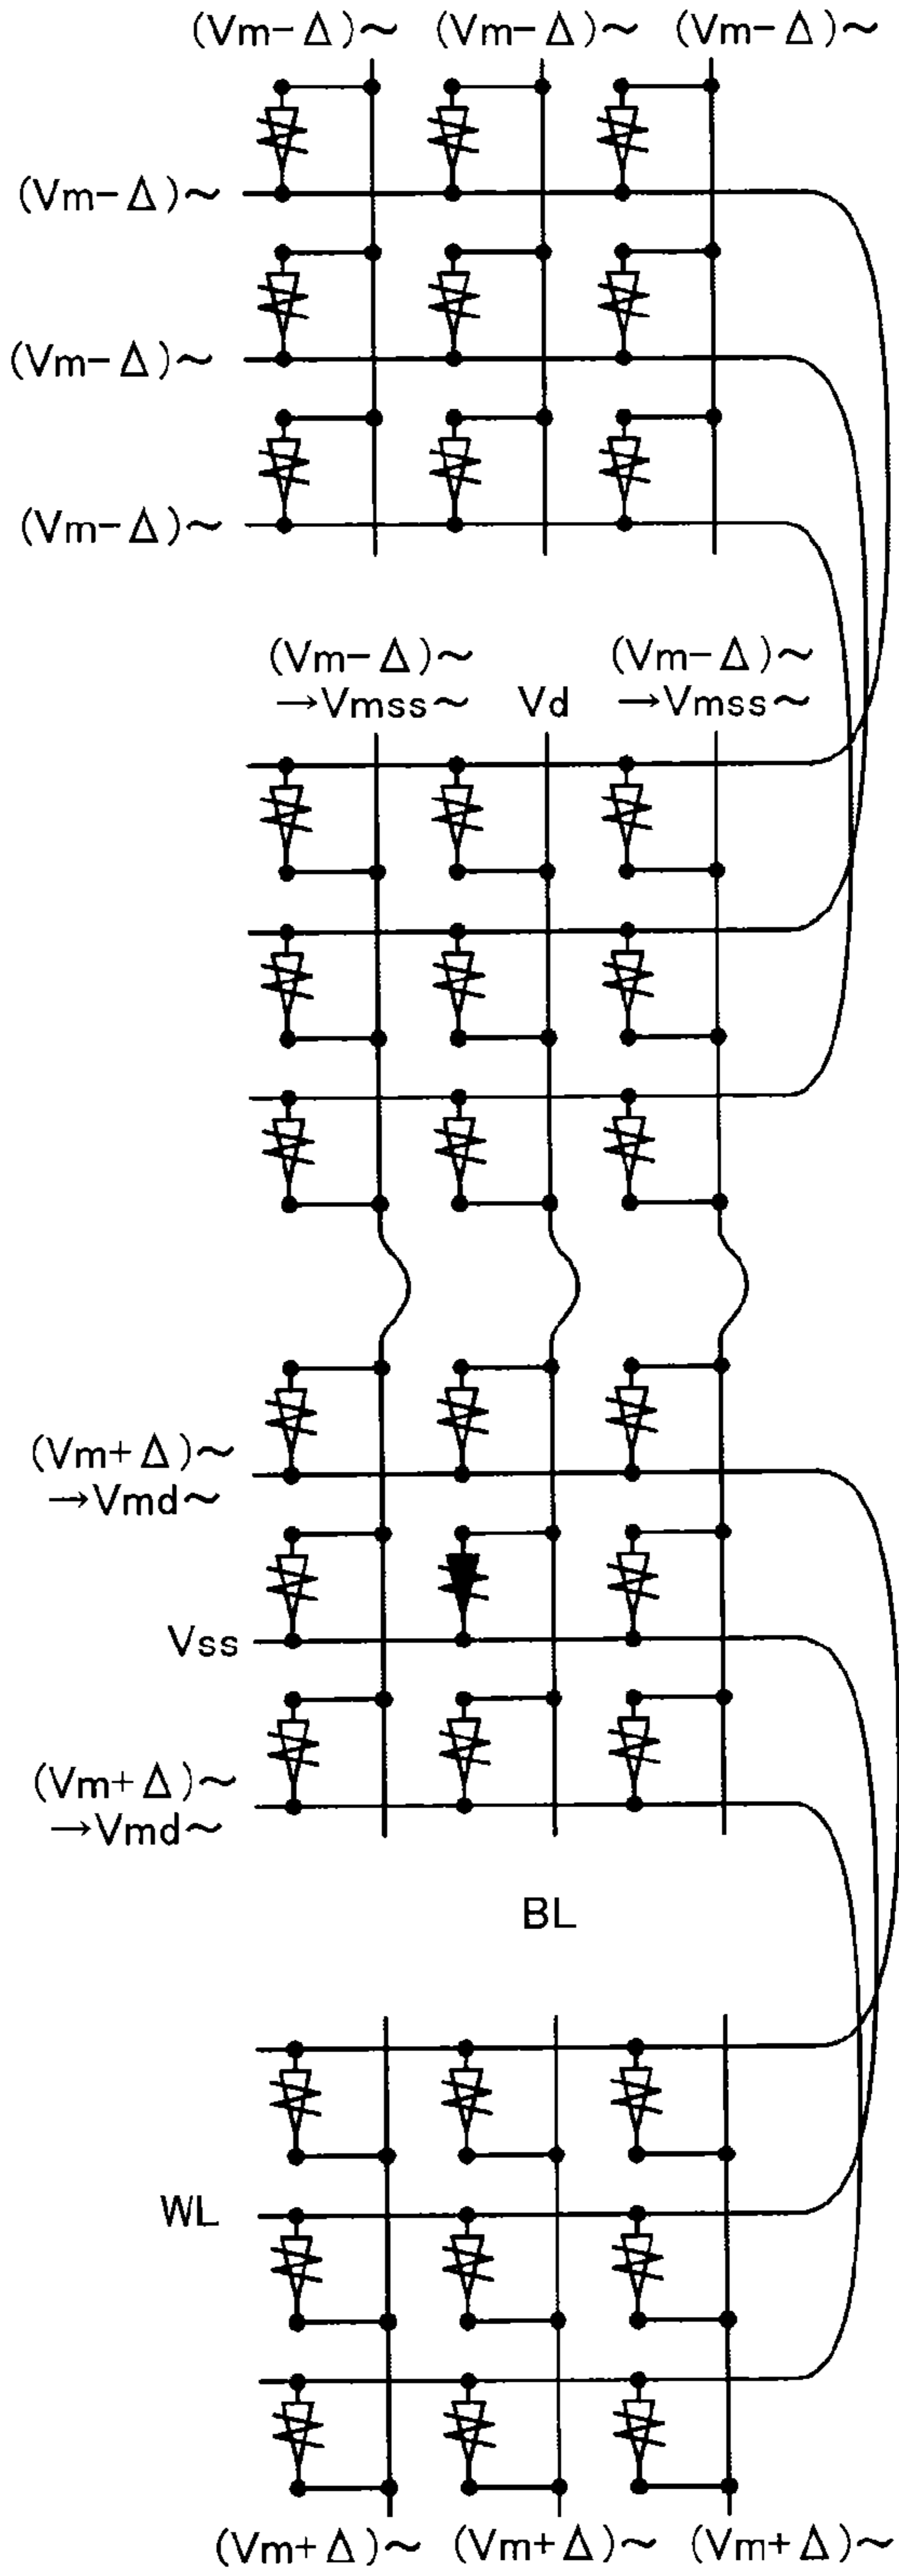 (Vm-Δ)~ (Vm-Δ)~ (Vm-Δ)~
(Vm-Δ)~
(Vm-Δ)~
(Vm-Δ)~
(Vm-Δ)~ (Vm-Δ)~
→Vmss~ Vd →Vmss~
(Vm+Δ)~
→Vmd~
Vss
(Vm+Δ)~
→Vmd~
BL
WL
(Vm+Δ)~ (Vm+Δ)~ (Vm+Δ)~